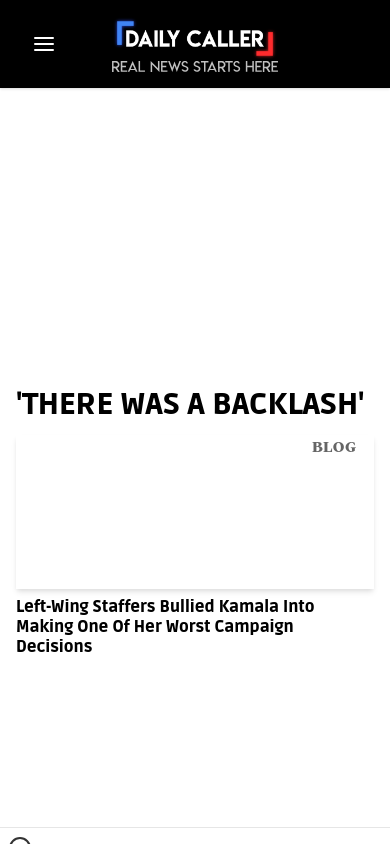 DAILY CALLER
REAL NEWS STARTS HERE
'THERE WAS A BACKLASH'
BLOG
Left-Wing Staffers Bullied Kamala Into
Making One Of Her Worst Campaign
Decisions